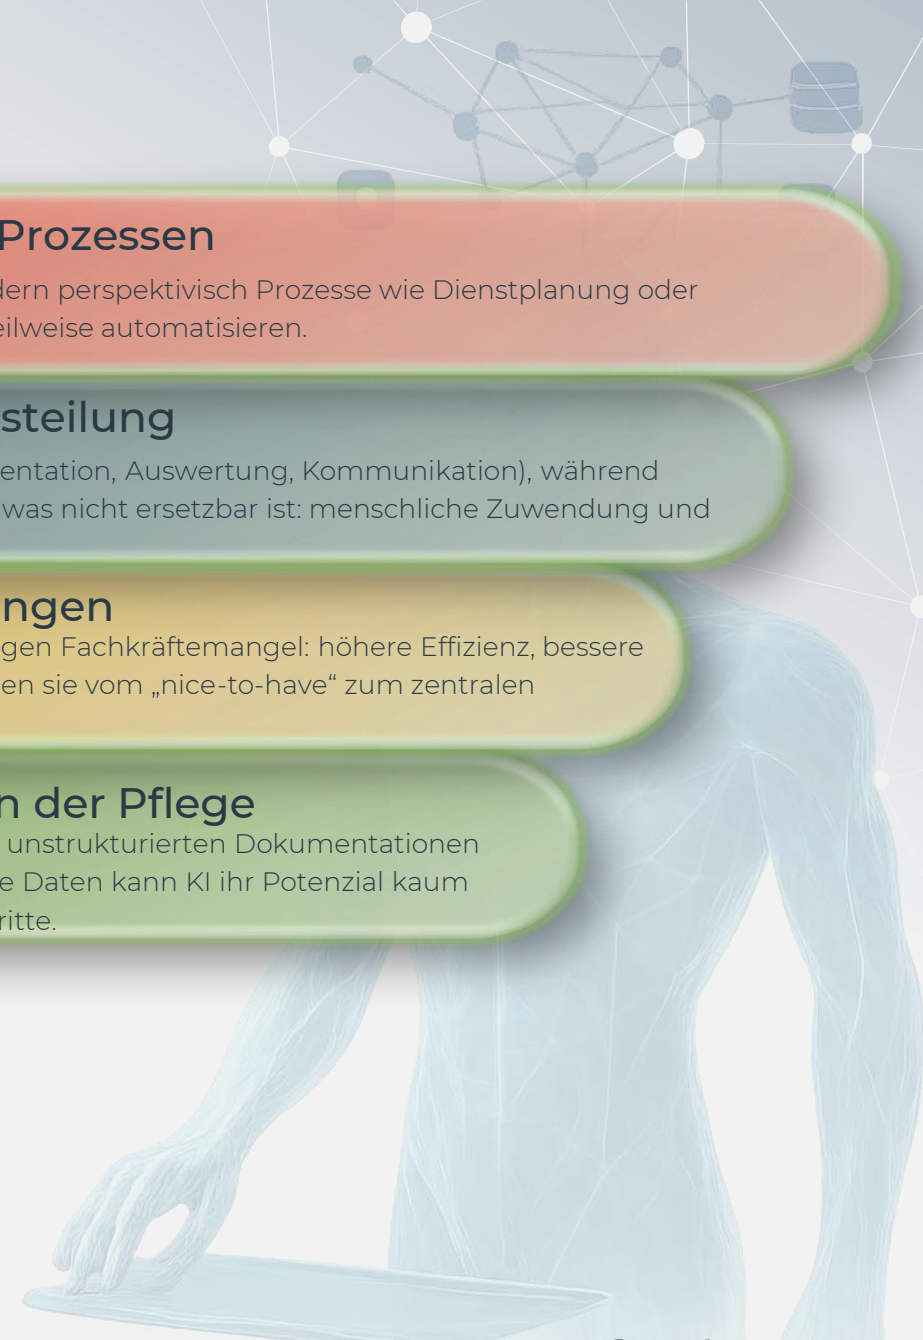 Prozessen
dern perspektivisch Prozesse wie Dienstplanung oder
eilweise automatisieren.
steilung
entation, Auswertung, Kommunikation), während
was nicht ersetzbar ist: menschliche Zuwendung und
ngen
gen Fachkräftemangel: höhere Effizienz, bessere
en sie vom „nice-to-have“ zum zentralen
n der Pflege
unstrukturierten Dokumentationen
e Daten kann KI ihr Potenzial kaum
ritte.